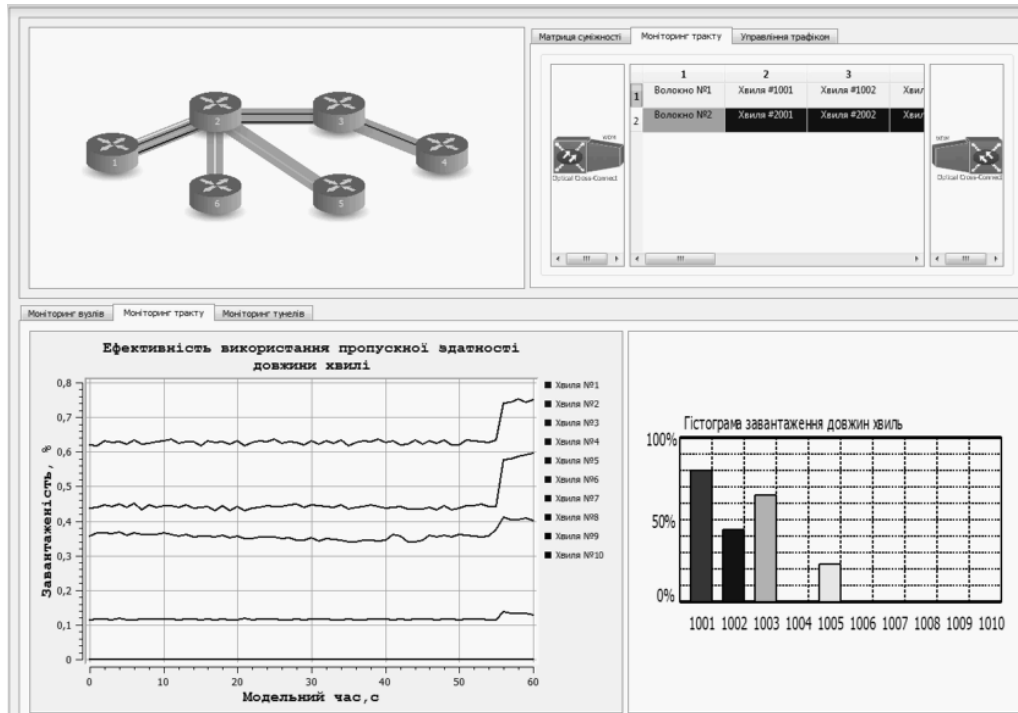 1
2
3
4
5
6
Матриця суміжності Моніторинг тракту Управління трафіком
1 2 3
1 Волокно №1 Хвиля #1001 Хвиля #1002 Хвил
2 Волокно №2 Хвиля #2001 Хвиля #2002 Хвил
WDM
Optical Cross-Connect
WDM
Optical Cross-Connect
Моніторинг вузлів Моніторинг тракту Моніторинг тунелів
Ефективність використання пропускної здатності
довжини хвилі
Завантаженість, %
0,8
0,7
0,6
0,5
0,4
0,3
0,2
0,1
0
0 10 20 30 40 50 60
Модельний час,с
Хвиля №1
Хвиля №2
Хвиля №3
Хвиля №4
Хвиля №5
Хвиля №6
Хвиля №7
Хвиля №8
Хвиля №9
Хвиля №10
Гістограма завантаження довжин хвиль
100%
50%
0%
1001 1002 1003 1004 1005 1006 1007 1008 1009 1010